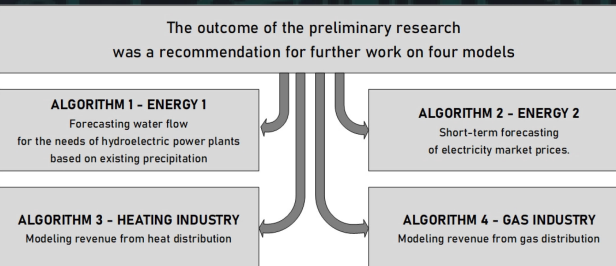 The outcome of the preliminary research
was a recommendation for further work on four models
ALGORITHM 1 - ENERGY 1
Forecasting water flow
for the needs of hydroelectric power plants
based on existing precipitation
ALGORITHM 2 - ENERGY 2
Short-term forecasting
of electricity market prices.
ALGORITHM 3 - HEATING INDUSTRY
Modeling revenue from heat distribution
ALGORITHM 4 - GAS INDUSTRY
Modeling revenue from gas distribution